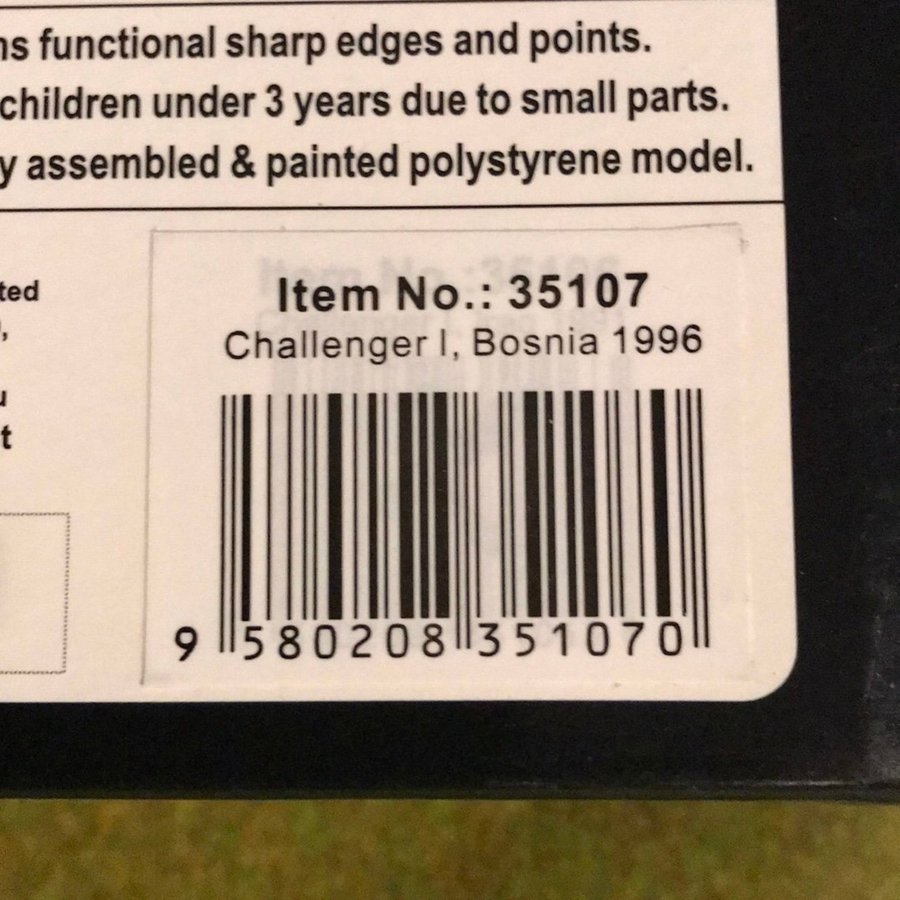 ns functional sharp edges and points.
children under 3 years due to small parts.
y assembled & painted polystyrene model.
ted
,
u
t
Item No.: 35107
Challenger I, Bosnia 1996
9 580208 351070